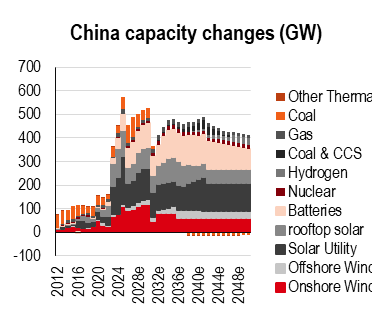 China capacity changes (GW)
700
600
500
400
300
200
100
0
-100
2012
2016
2020
2024
2028e
2032e
2036e
2040e
2044e
2048e
Other Therma
Coal
Gas
Coal & CCS
Hydrogen
Nuclear
Batteries
rooftop solar
Solar Utility
Offshore Wind
Onshore Wind